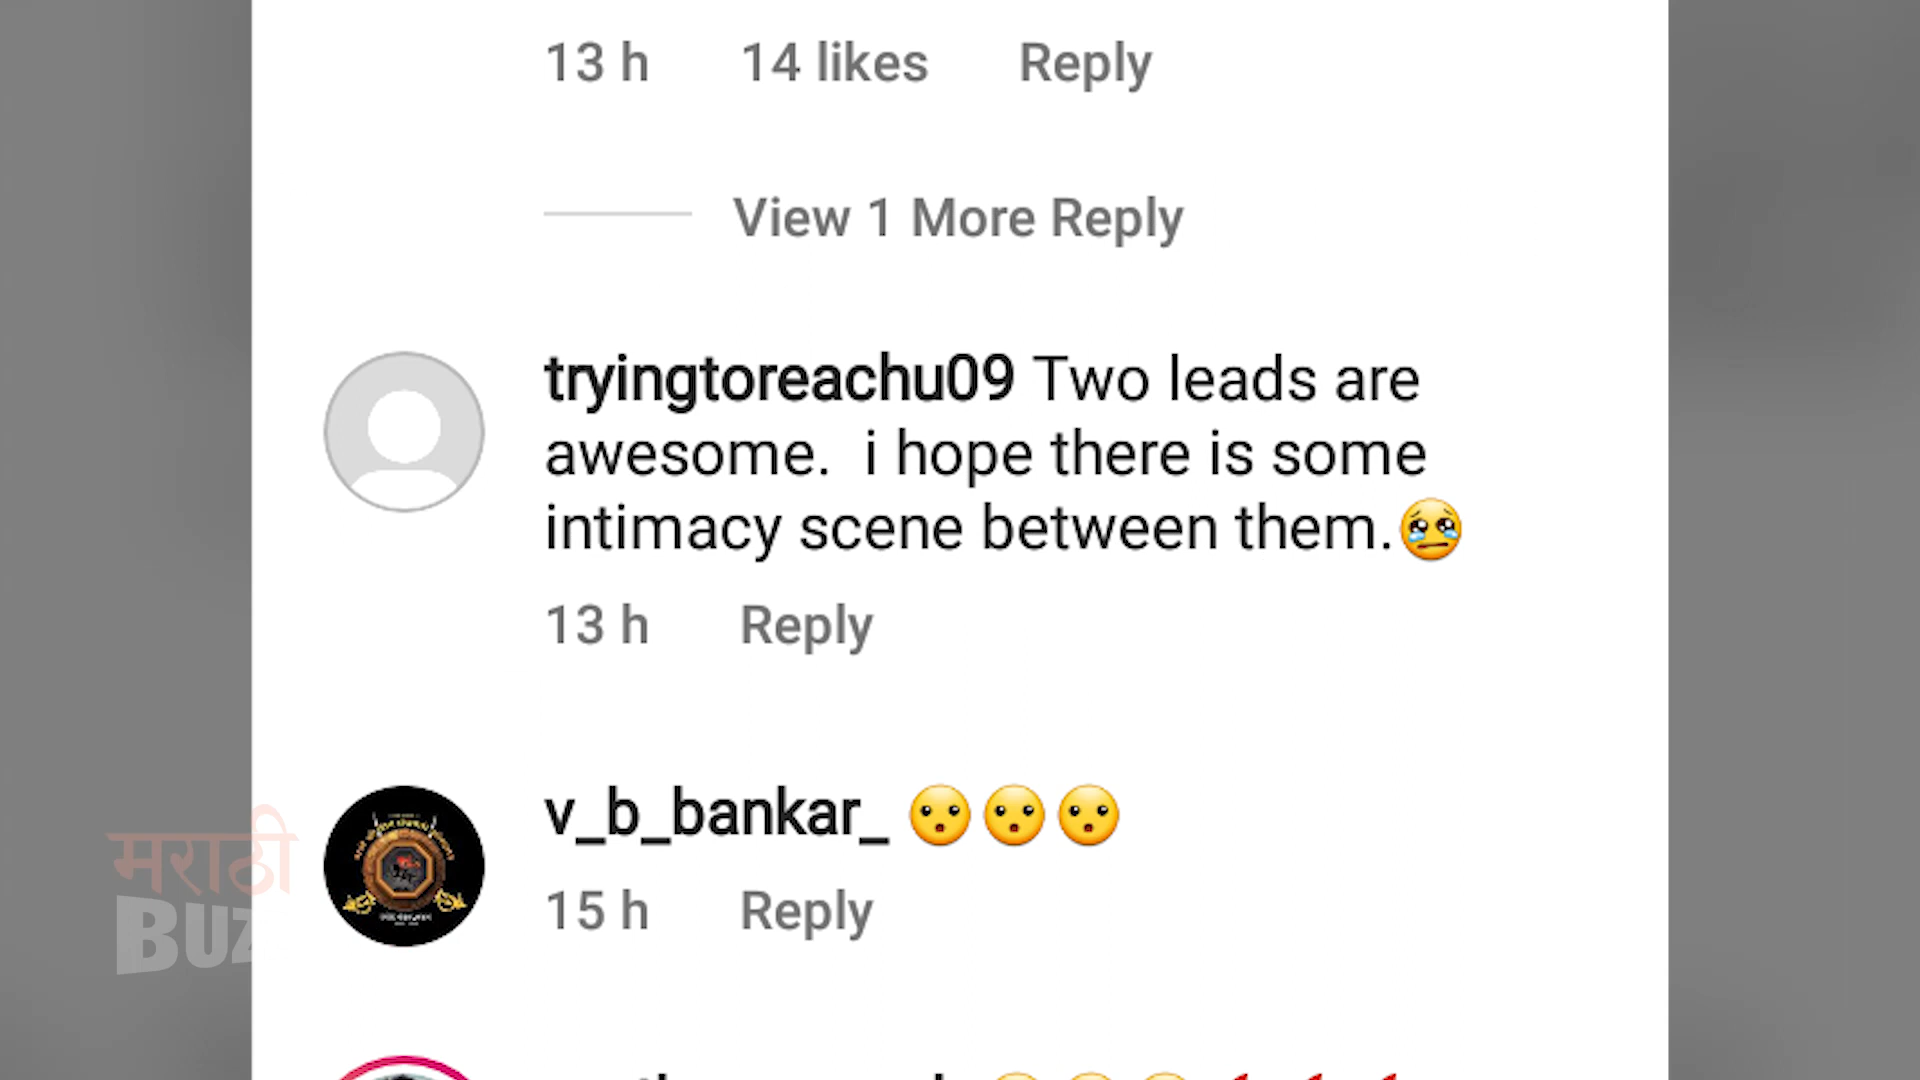 13 h 14 likes Reply
View 1 More Reply
tryingtoreachu09 Two leads are
awesome. i hope there is some
intimacy scene between them.😢
13 h Reply
v_b_bankar_ 😮😮😮
15 h Reply
मराठी
BUZ